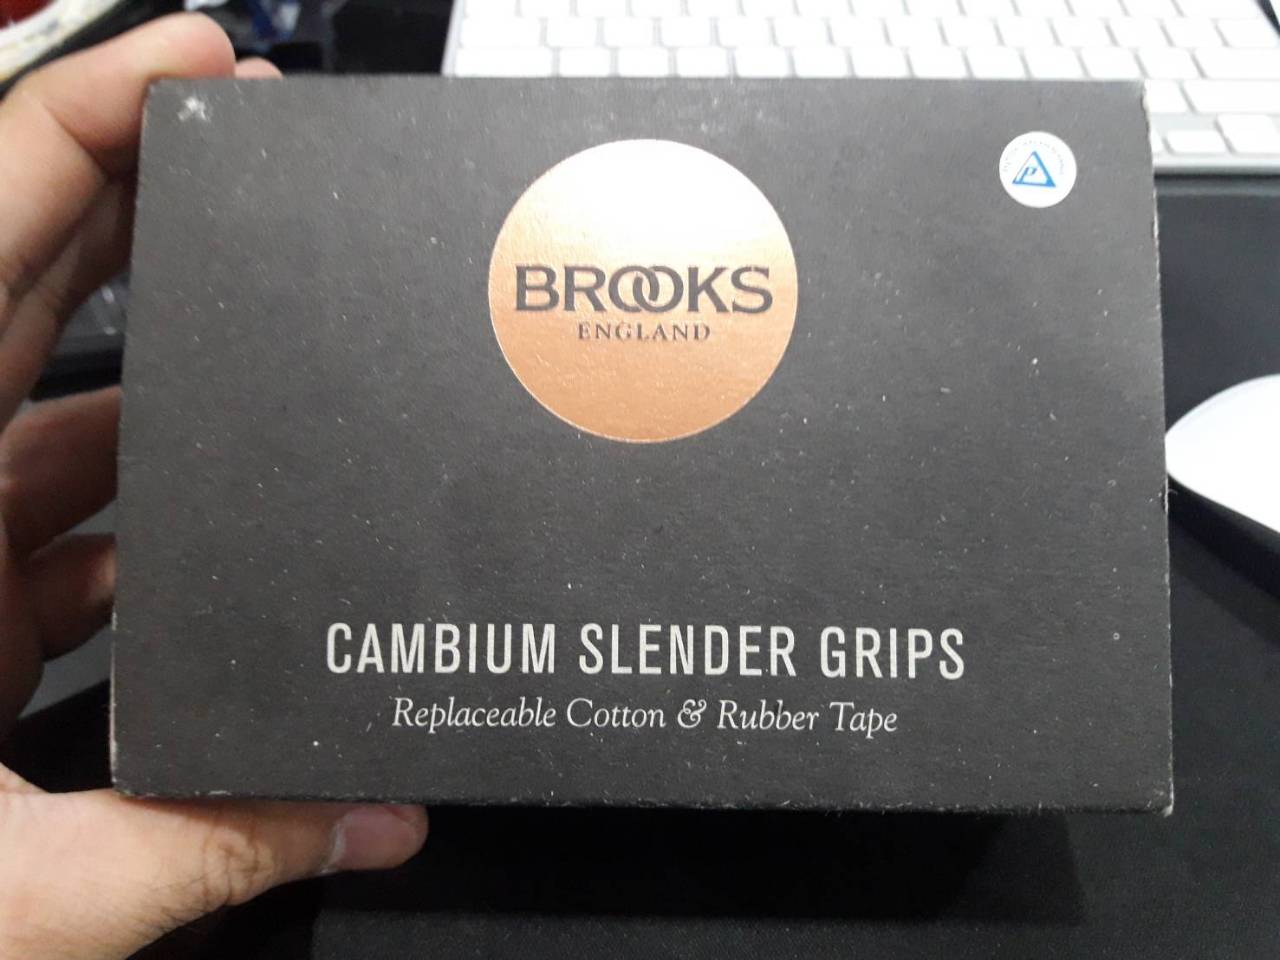 BROOKS
ENGLAND
CAMBIUM SLENDER GRIPS
Replaceable Cotton & Rubber Tape